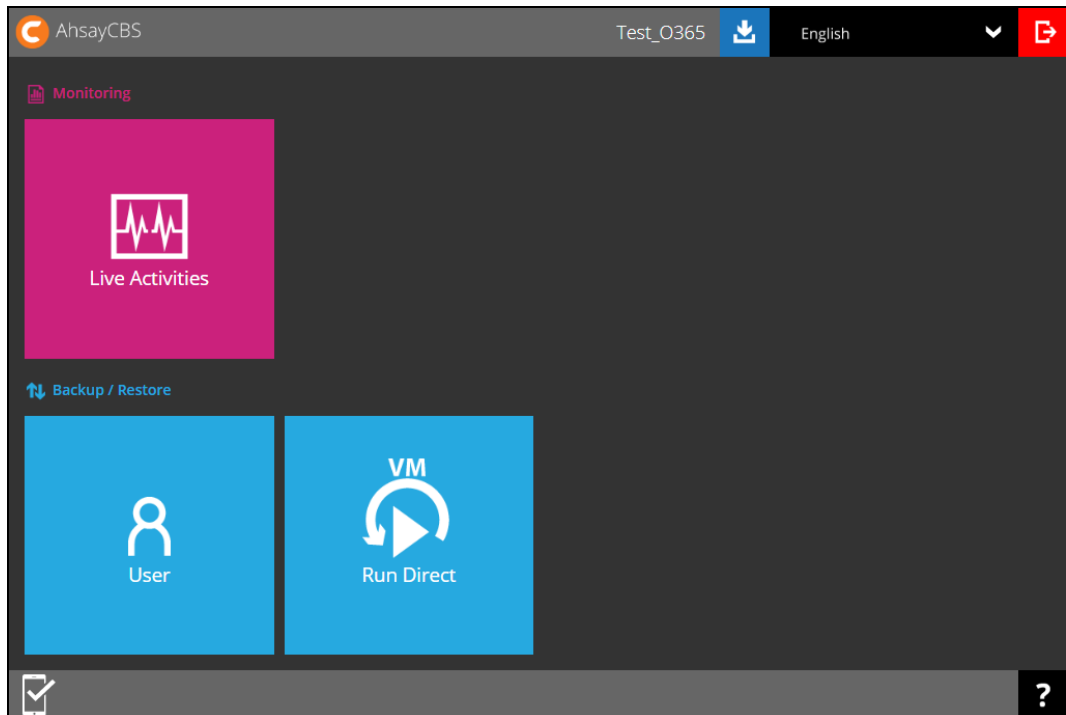 AhsayCBS Test_O365 English
Monitoring
Live Activities
Backup / Restore
VM
User Run Direct
?